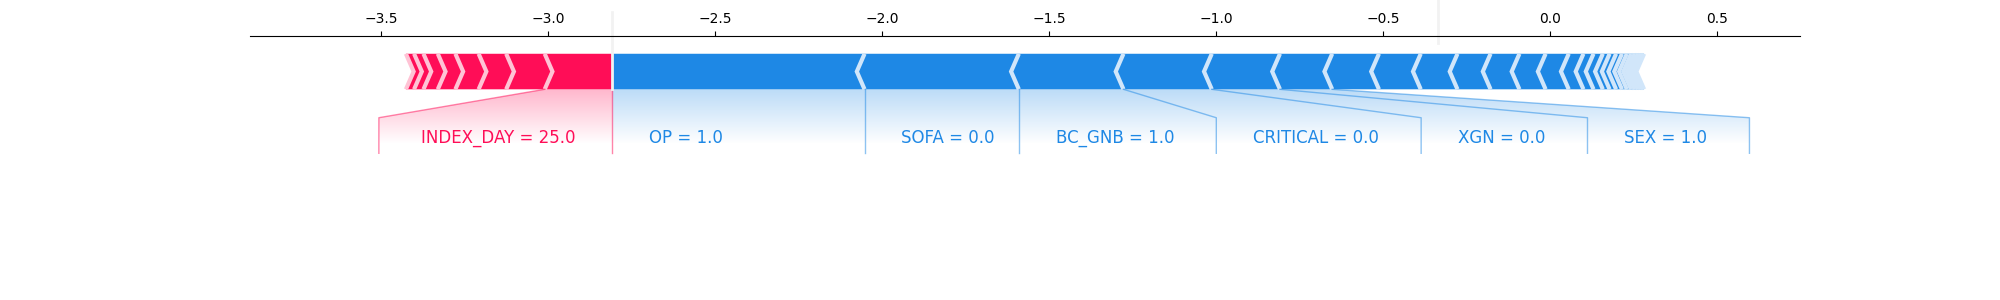 −3.5 −3.0 −2.5 −2.0 −1.5 −1.0 −0.5 0.0 0.5
INDEX_DAY = 25.0 OP = 1.0 SOFA = 0.0 BC_GNB = 1.0 CRITICAL = 0.0 XGN = 0.0 SEX = 1.0